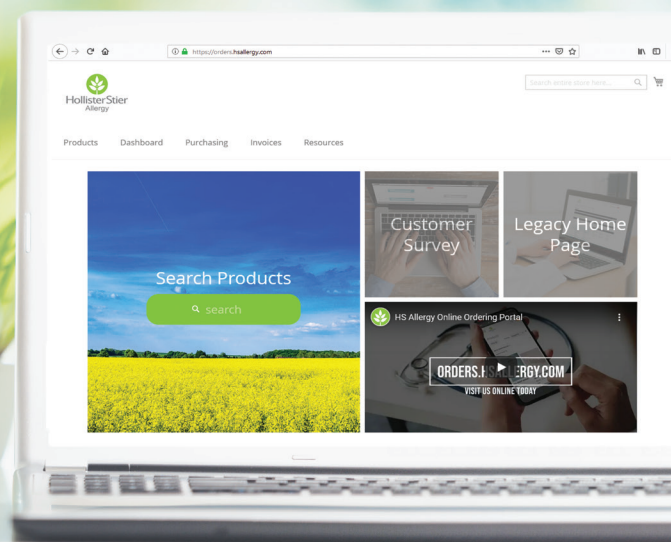 https://orders.hsallergy.com
HollisterStier
Allergy
Search entire store here...
Products Dashboard Purchasing Invoices Resources
Search Products
search
Customer
Survey
Legacy Home
Page
HS Allergy Online Ordering Portal
ORDERS.HSALLERGY.COM
VISIT US ONLINE TODAY